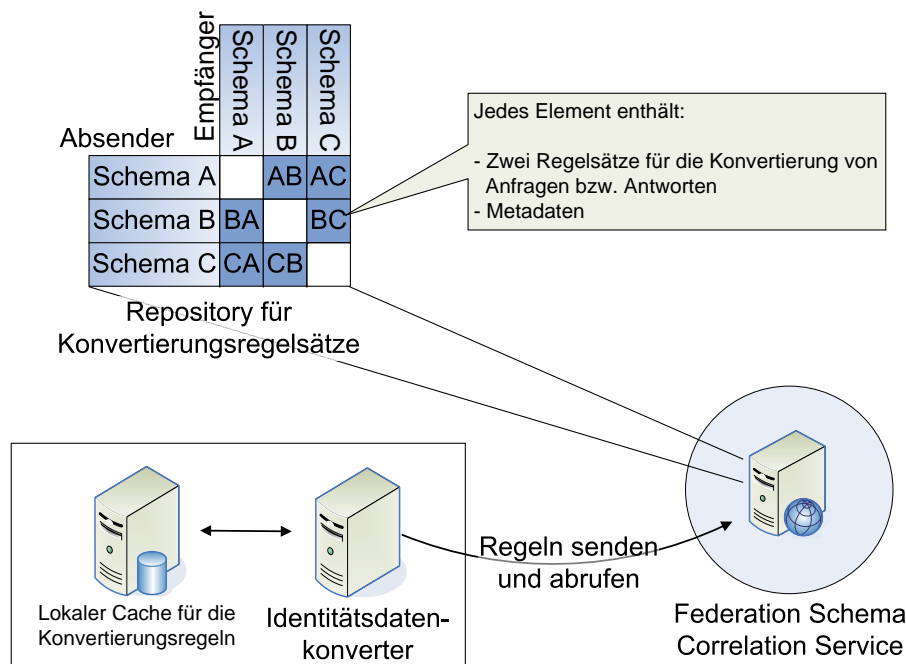 Empfänger
Schema A
Schema B
Schema C
Absender
Schema A
AB
AC
Schema B
BA
BC
Schema C
CA
CB
Jedes Element enthält:
- Zwei Regelsätze für die Konvertierung von
Anfragen bzw. Antworten
- Metadaten
Repository für
Konvertierungsregelsätze
Lokaler Cache für die
Konvertierungsregeln
Identitätsdaten-
konverter
Regeln senden
und abrufen
Federation Schema
Correlation Service